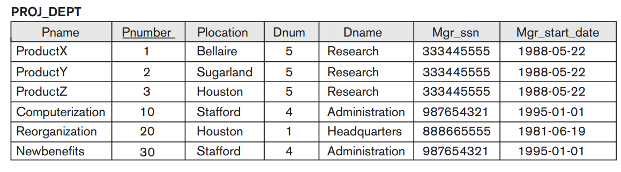 PROJ_DEPT
Pname Pnumber Plocation Dnum Dname Mgr_ssn Mgr_start_date
ProductX 1 Bellaire 5 Research 333445555 1988-05-22
ProductY 2 Sugarland 5 Research 333445555 1988-05-22
ProductZ 3 Houston 5 Research 333445555 1988-05-22
Computerization 10 Stafford 4 Administration 987654321 1995-01-01
Reorganization 20 Houston 1 Headquarters 888665555 1981-06-19
Newbenefits 30 Stafford 4 Administration 987654321 1995-01-01